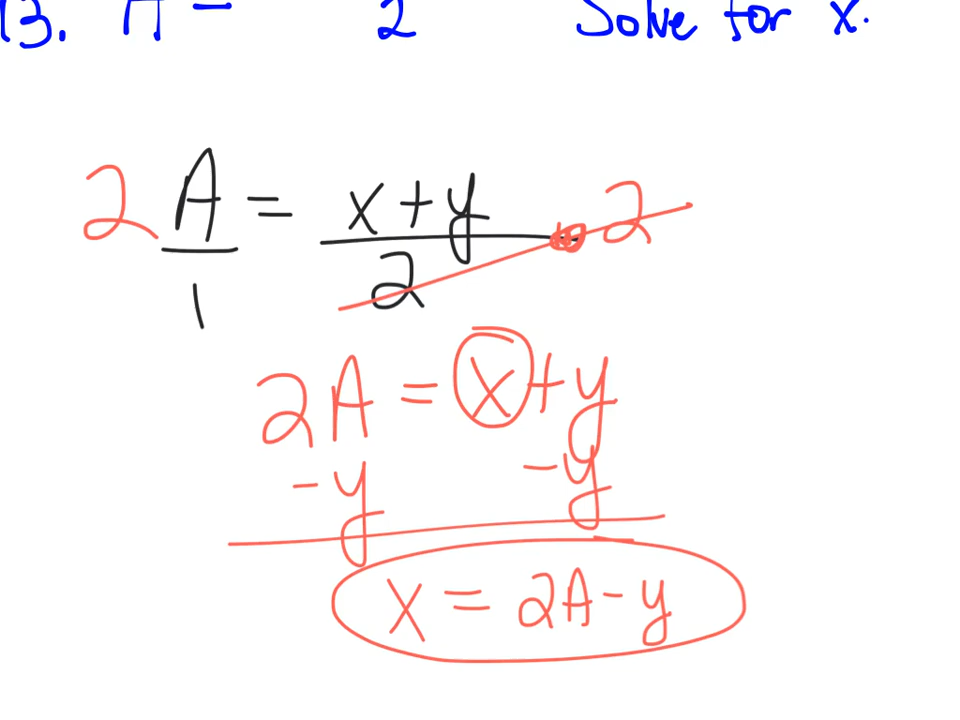 13. A = 2 Solve for x.
2 A/1 = x+y/2 • 2
2A = x+y
-y -y
x = 2A-y